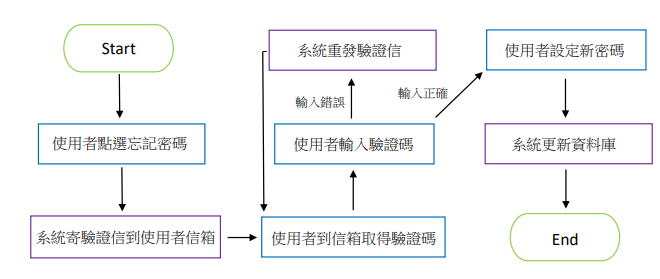 Start
使用者點選忘記密碼
系統寄驗證信到使用者信箱
使用者到信箱取得驗證碼
使用者輸入驗證碼
輸入錯誤
系統重發驗證信
輸入正確
使用者設定新密碼
系統更新資料庫
End